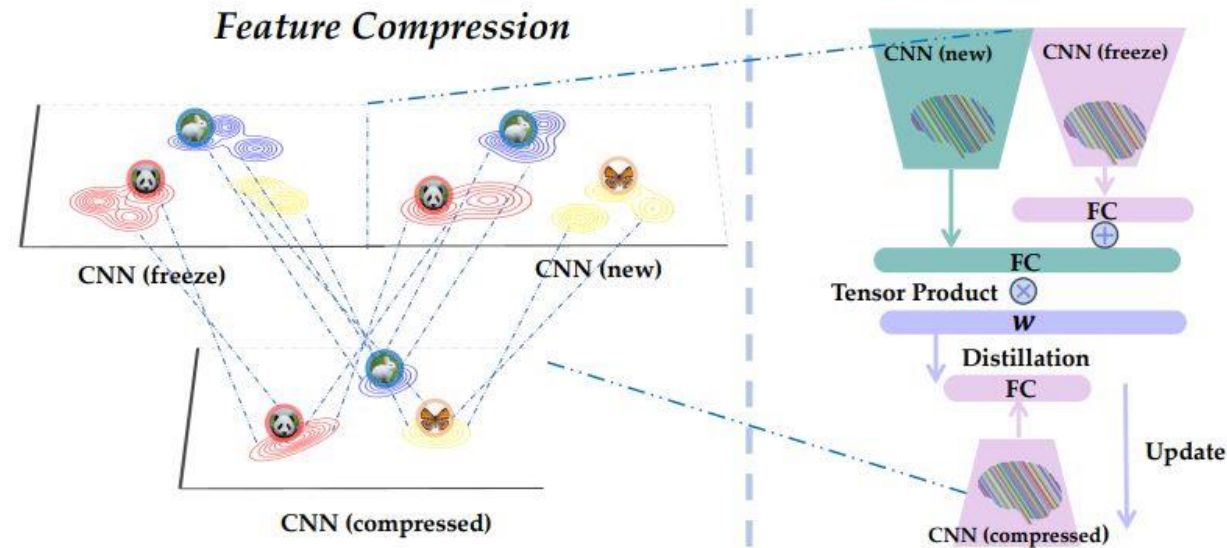 Feature Compression
CNN (freeze)
CNN (new)
CNN (compressed)
CNN (new)
CNN (freeze)
FC
FC
Tensor Product
w
Distillation
FC
Update
CNN (compressed)